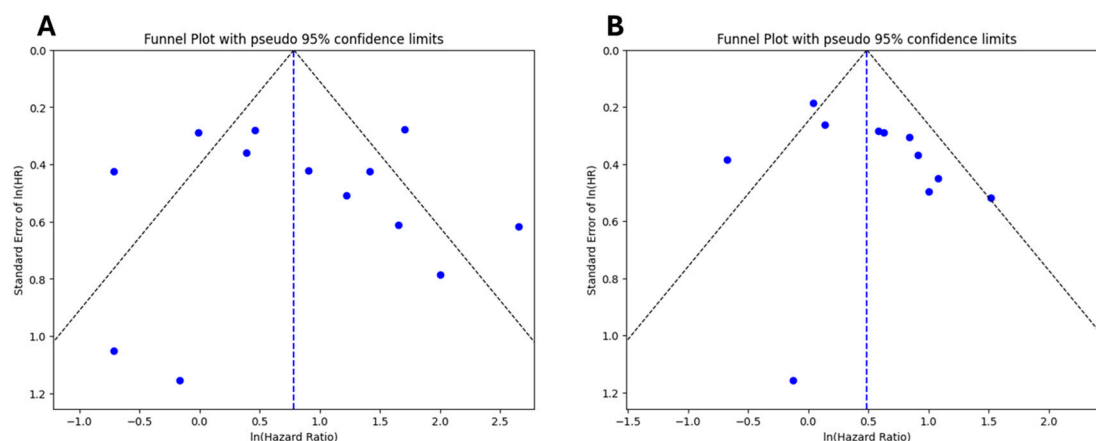 A
Funnel Plot with pseudo 95% confidence limits
Standard Error of ln(HR)
0.0
0.2
0.4
0.6
0.8
1.0
1.2
−1.0 −0.5 0.0 0.5 1.0 1.5 2.0 2.5
ln(Hazard Ratio)
B
Funnel Plot with pseudo 95% confidence limits
Standard Error of ln(HR)
0.0
0.2
0.4
0.6
0.8
1.0
1.2
−1.5 −1.0 −0.5 0.0 0.5 1.0 1.5 2.0
ln(Hazard Ratio)